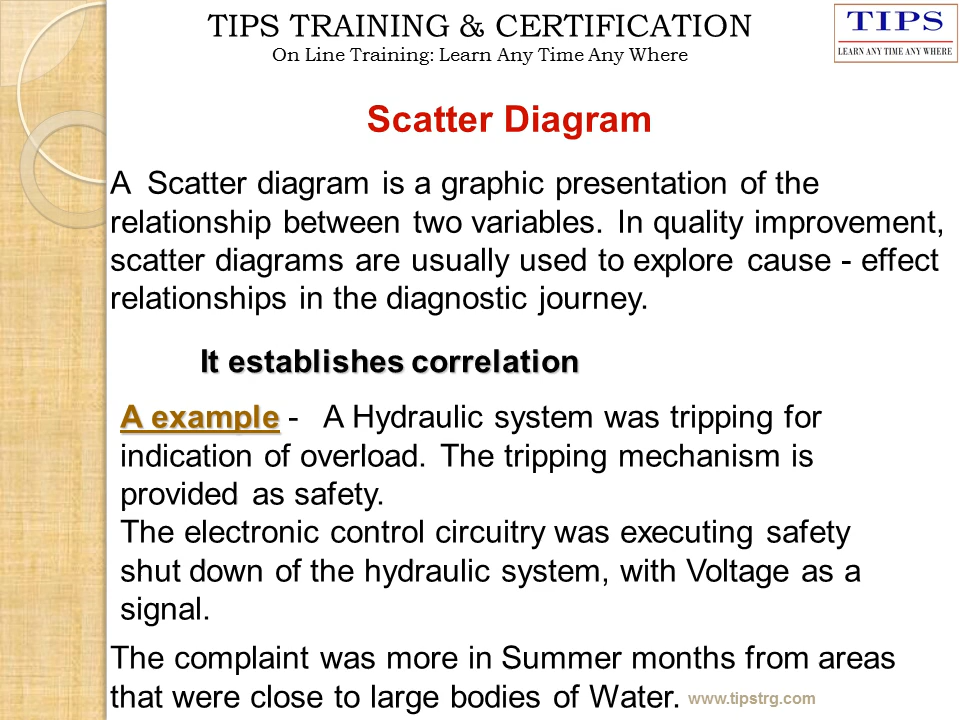 TIPS TRAINING & CERTIFICATION
On Line Training: Learn Any Time Any Where
TIPS
LEARN ANY TIME ANY WHERE
Scatter Diagram
A Scatter diagram is a graphic presentation of the
relationship between two variables. In quality improvement,
scatter diagrams are usually used to explore cause - effect
relationships in the diagnostic journey.
It establishes correlation
A example - A Hydraulic system was tripping for
indication of overload. The tripping mechanism is
provided as safety.
The electronic control circuitry was executing safety
shut down of the hydraulic system, with Voltage as a
signal.
The complaint was more in Summer months from areas
that were close to large bodies of Water.
www.tipstrg.com